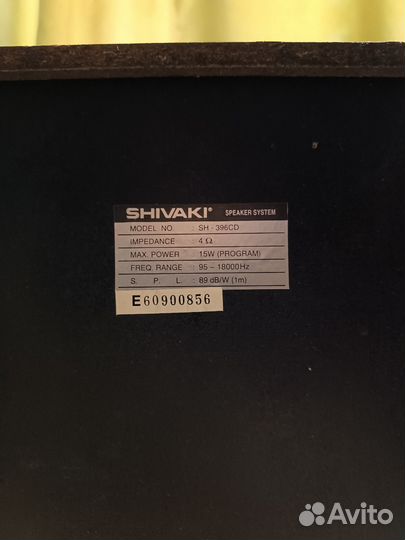 SHIVAKI® SPEAKER SYSTEM
MODEL NO. : SH - 396CD
IMPEDANCE : 4 Ω
MAX. POWER : 15W (PROGRAM)
FREQ. RANGE : 95 ~ 18000Hz
S. P. L. : 89 dB/W (1m)
E60900856
Avito